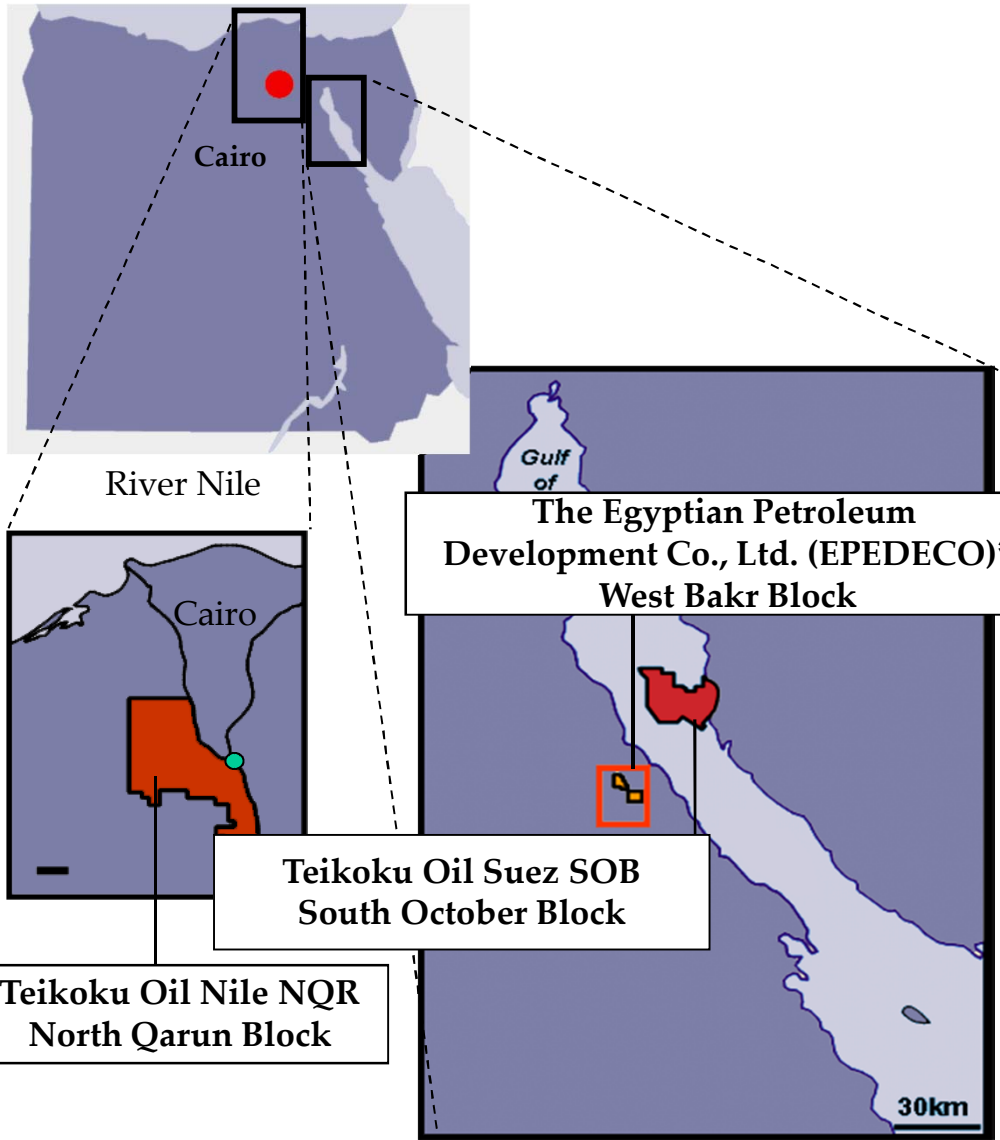 Cairo
River Nile
Gulf
of
The Egyptian Petroleum
Development Co., Ltd. (EPEDECO)*
West Bakr Block
Cairo
Teikoku Oil Suez SOB
South October Block
Teikoku Oil Nile NQR
North Qarun Block
30km